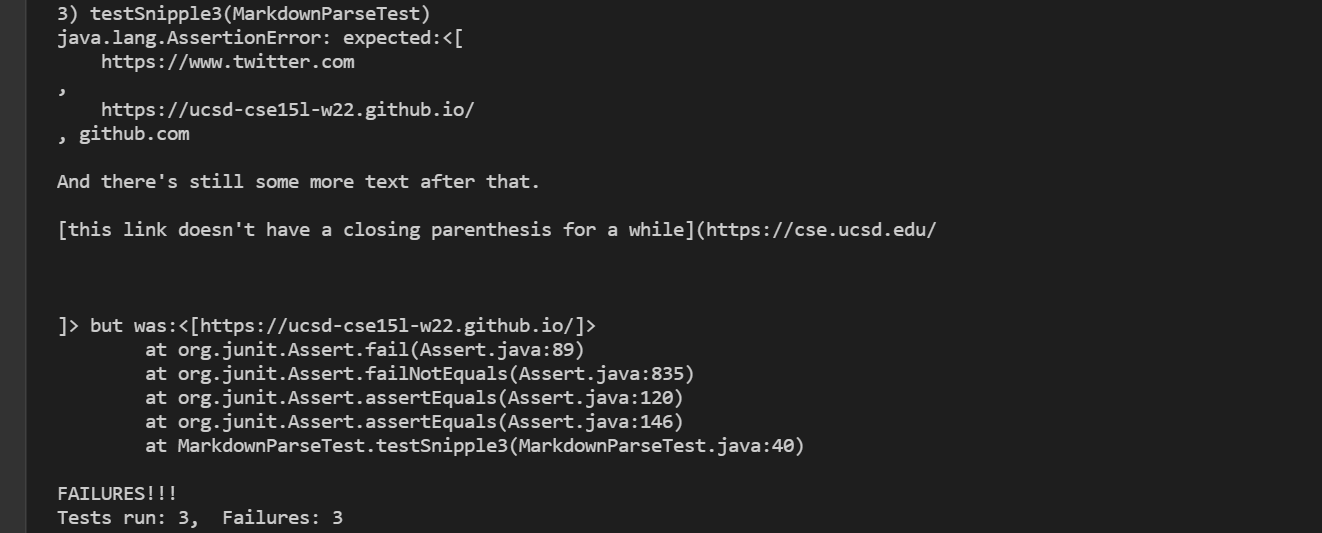 3) testSnipple3(MarkdownParseTest)
java.lang.AssertionError: expected:<[
    https://www.twitter.com
,
    https://ucsd-cse15l-w22.github.io/
, github.com

And there's still some more text after that.

[this link doesn't have a closing parenthesis for a while](https://cse.ucsd.edu/



]> but was:<[https://ucsd-cse15l-w22.github.io/]>
        at org.junit.Assert.fail(Assert.java:89)
        at org.junit.Assert.failNotEquals(Assert.java:835)
        at org.junit.Assert.assertEquals(Assert.java:120)
        at org.junit.Assert.assertEquals(Assert.java:146)
        at MarkdownParseTest.testSnipple3(MarkdownParseTest.java:40)

FAILURES!!!
Tests run: 3,  Failures: 3